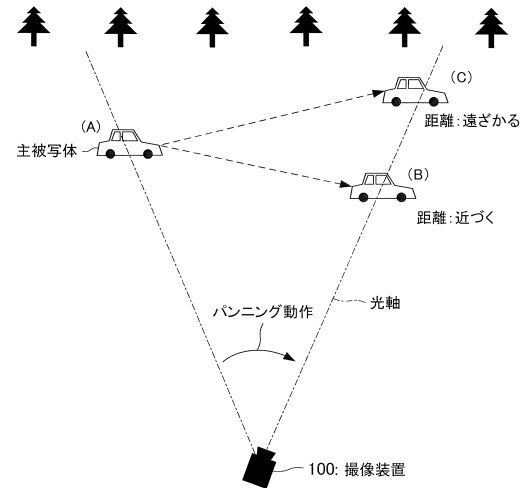 (A)
主被写体
(C)
距離:遠ざかる
(B)
距離:近づく
光軸
パンニング動作
100: 撮像装置